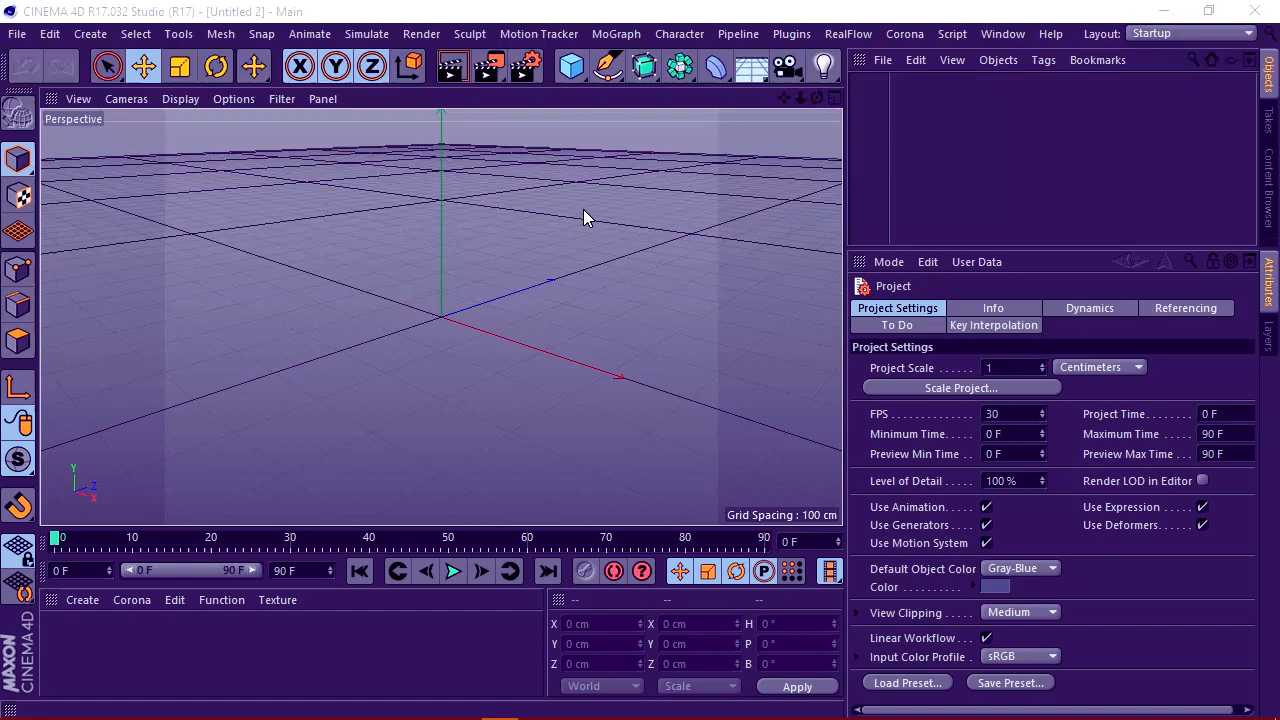 CINEMA 4D R17.032 Studio (R17) - [Untitled 2] - Main
File Edit Create Select Tools Mesh Snap Animate Simulate Render Sculpt Motion Tracker MoGraph Character Pipeline Plugins RealFlow Corona Script Window Help Layout: Startup
X Y Z
File Edit View Objects Tags Bookmarks
View Cameras Display Options Filter Panel
Perspective
Objects
Takes
Content Browser
Mode Edit User Data
Attributes
Layers
Project
Project Settings Info Dynamics Referencing
To Do Key Interpolation
Project Settings
Project Scale ...... 1 Centimeters
Scale Project...
FPS ............. 30 Project Time...... 0 F
Minimum Time..... 0 F Maximum Time ... 90 F
Preview Min Time .. 0 F Preview Max Time ... 90 F
Level of Detail ..... 100 % Render LOD in Editor
Use Animation..... Use Expression ....
Use Generators .... Use Deformers.....
Use Motion System
Default Object Color Gray-Blue
Color ..........
View Clipping ..... Medium
Linear Workflow ...
Input Color Profile . sRGB
Load Preset... Save Preset...
Y
Z
X
Grid Spacing : 100 cm
0 10 20 30 40 50 60 70 80 90 0 F
0 F 0 F 90 F 90 F
P
S
Create Corona Edit Function Texture
-- -- --
X 0 cm X 0 cm H 0 °
Y 0 cm Y 0 cm P 0 °
Z 0 cm Z 0 cm B 0 °
World Scale Apply
MAXON CINEMA 4D